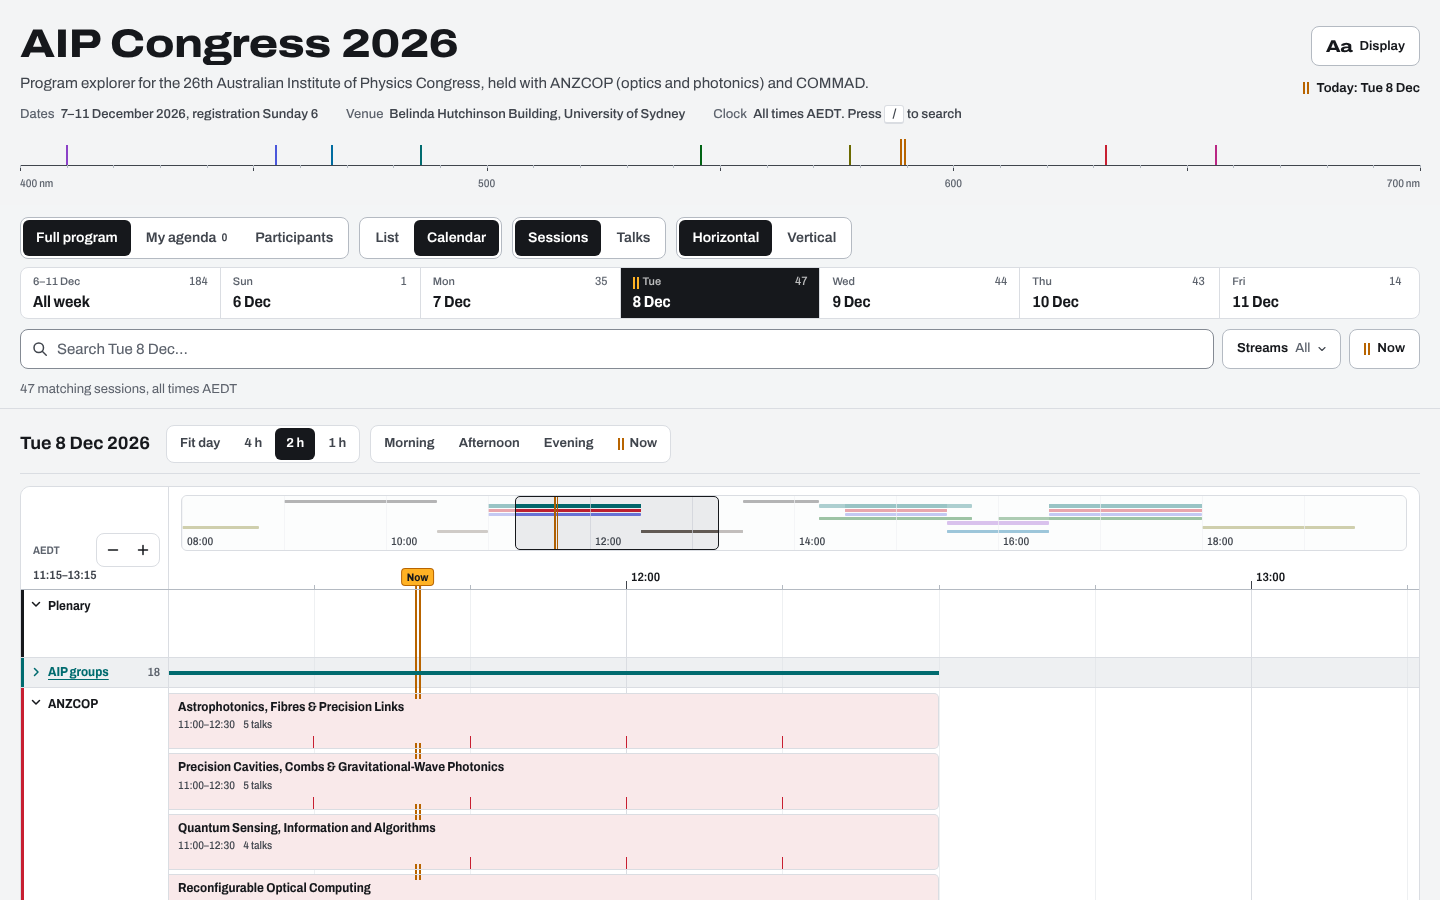 AIP Congress 2026
Aa Display
Program explorer for the 26th Australian Institute of Physics Congress, held with ANZCOP (optics and photonics) and COMMAD.
Today: Tue 8 Dec
Dates 7–11 December 2026, registration Sunday 6 Venue Belinda Hutchinson Building, University of Sydney Clock All times AEDT. Press / to search
400 nm 500 600 700 nm
Full program My agenda 0 Participants List Calendar Sessions Talks Horizontal Vertical
6–11 Dec 184 Sun 1 Mon 35 Tue 47 Wed 44 Thu 43 Fri 14
All week 6 Dec 7 Dec 8 Dec 9 Dec 10 Dec 11 Dec
Search Tue 8 Dec... Streams All Now
47 matching sessions, all times AEDT
Tue 8 Dec 2026 Fit day 4 h 2 h 1 h Morning Afternoon Evening Now
08:00 10:00 12:00 14:00 16:00 18:00
AEDT − +
11:15–13:15 Now 12:00 13:00
Plenary
AIP groups 18
ANZCOP
Astrophotonics, Fibres & Precision Links
11:00–12:30 5 talks
Precision Cavities, Combs & Gravitational-Wave Photonics
11:00–12:30 5 talks
Quantum Sensing, Information and Algorithms
11:00–12:30 4 talks
Reconfigurable Optical Computing